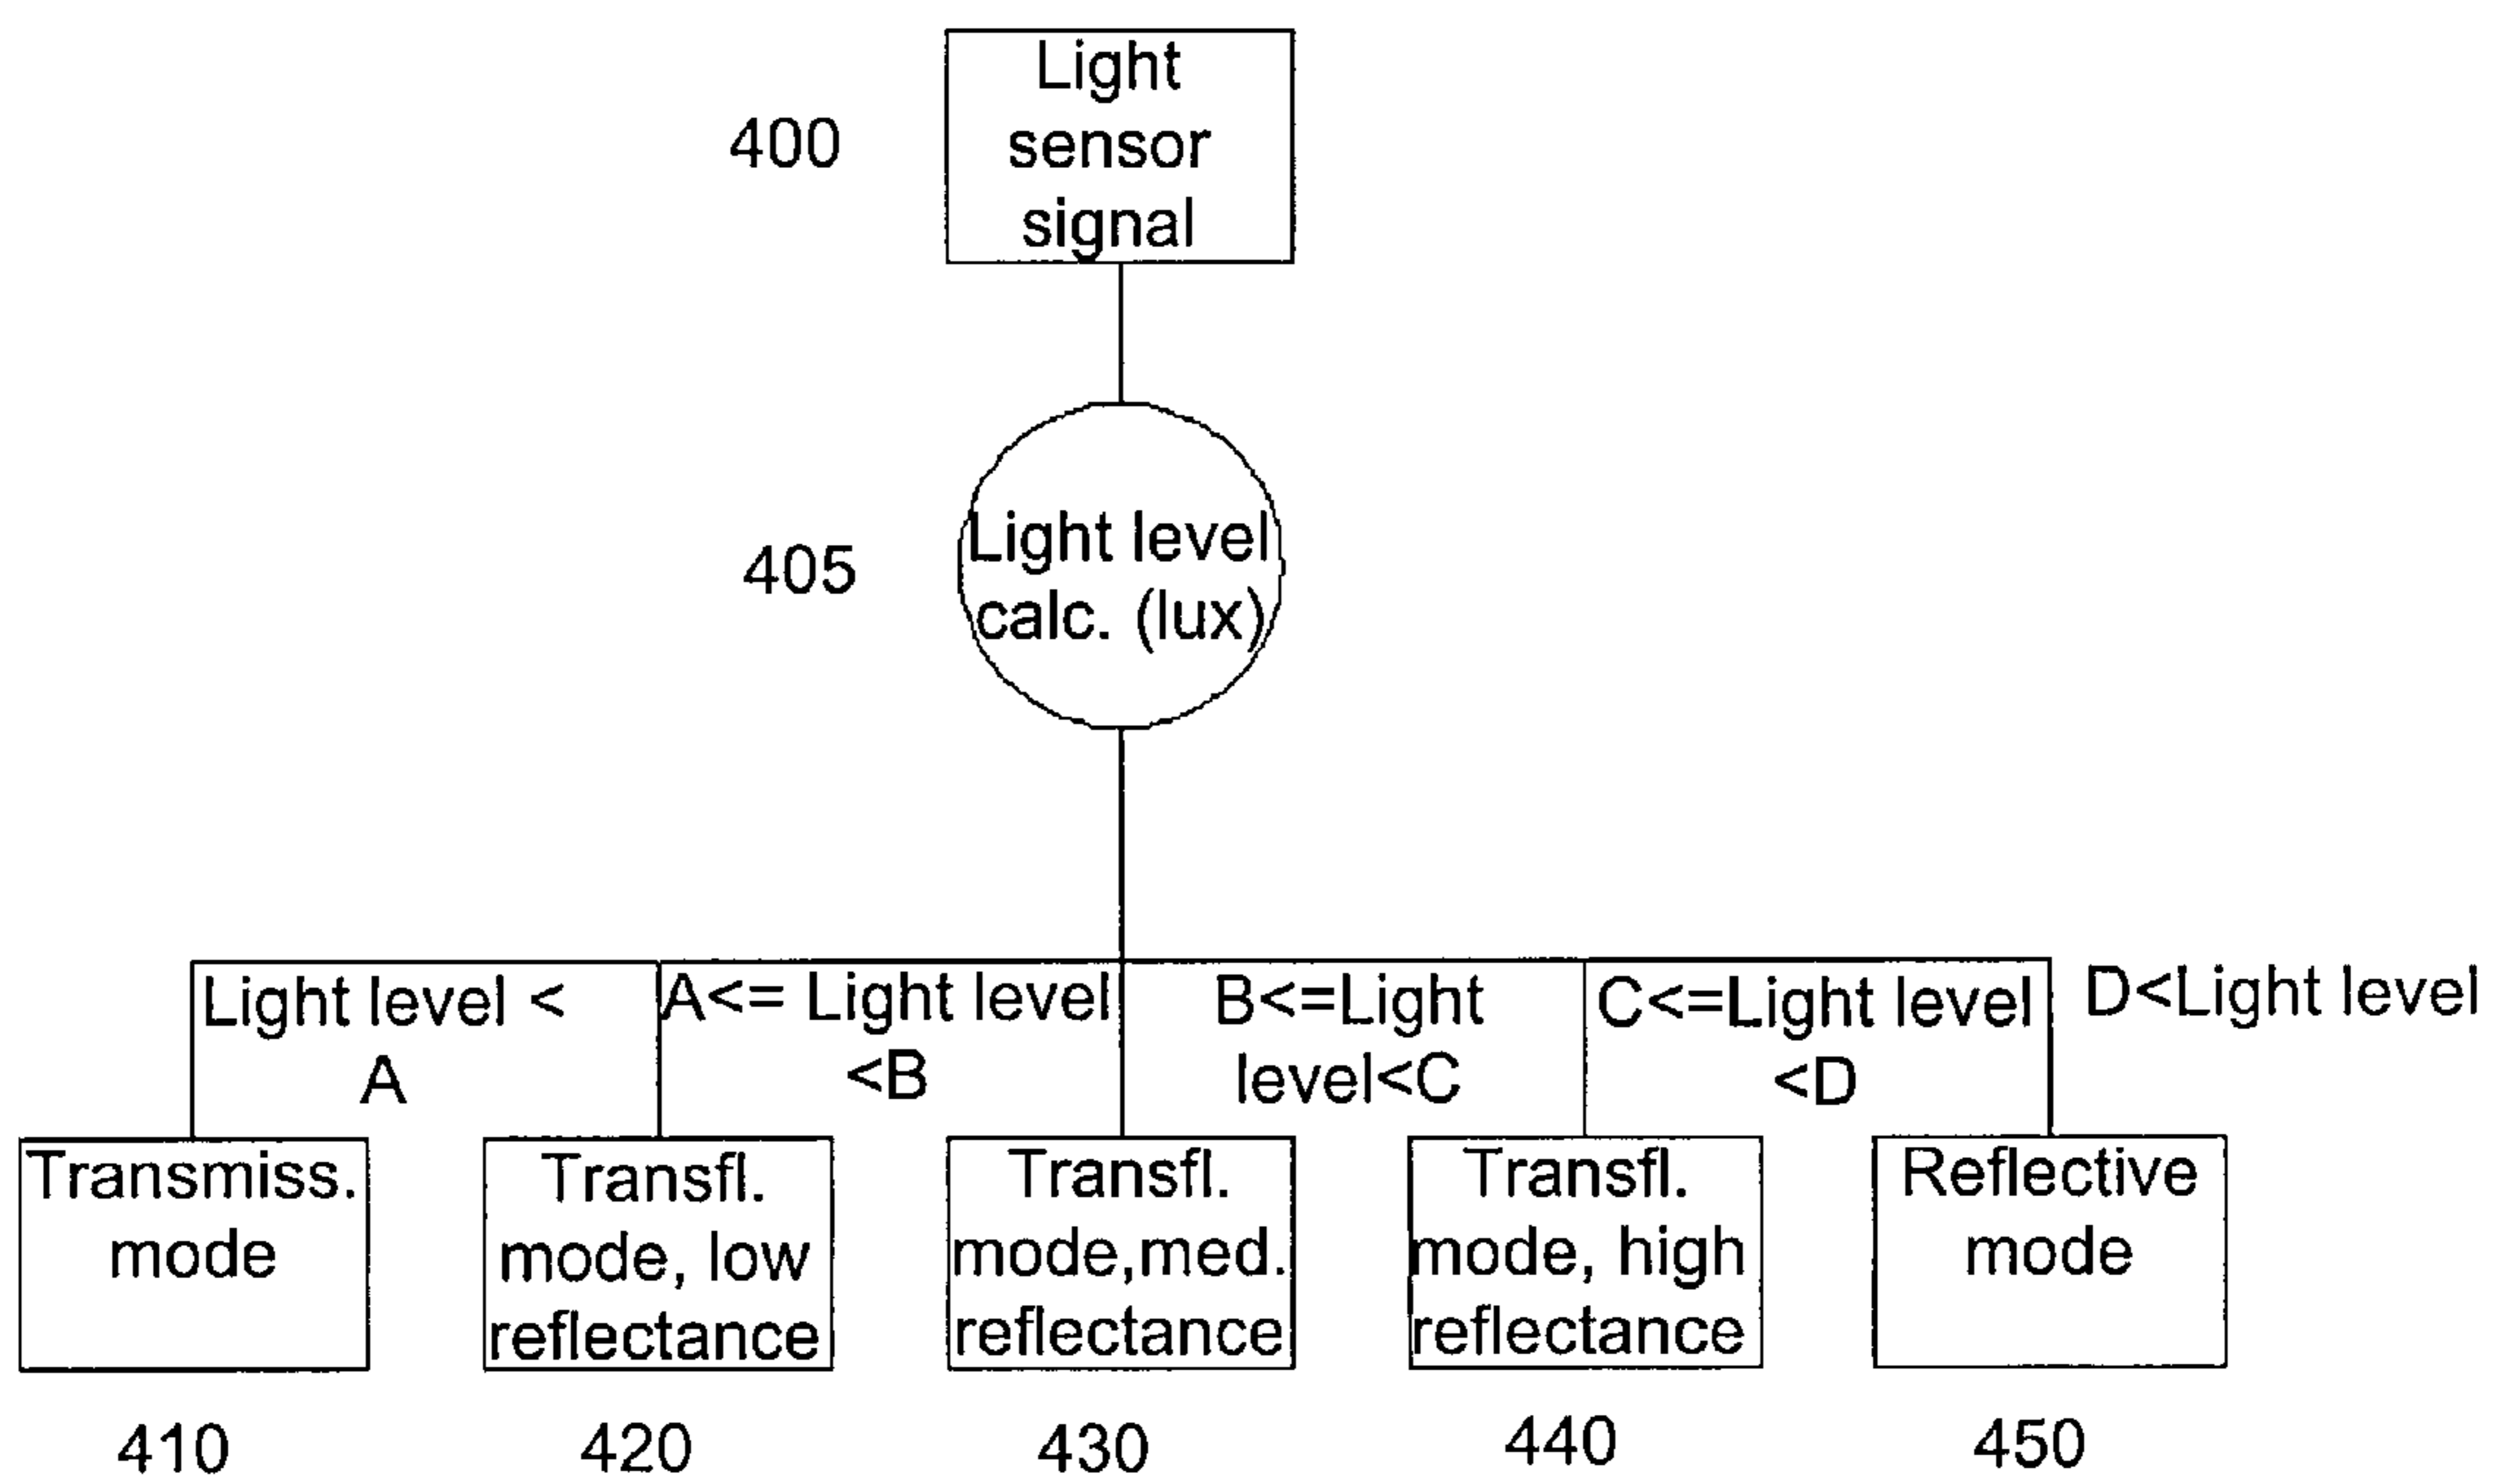 Light
sensor
signal
400
Light level
calc. (lux)
405
Light level <
A
A<= Light level
<B
B<=Light
level<C
C<=Light level
<D
D<Light level
Transmiss.
mode
Transfl.
mode, low
reflectance
Transfl.
mode,med.
reflectance
Transfl.
mode, high
reflectance
Reflective
mode
410
420
430
440
450